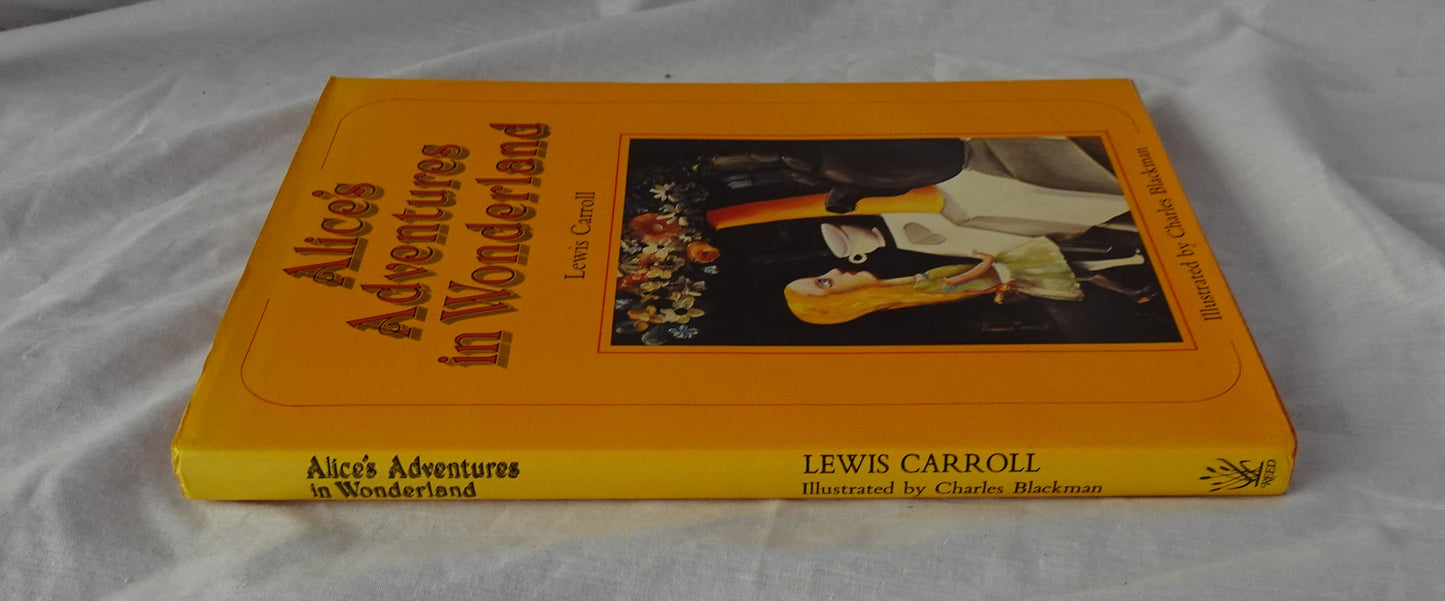 Alice's
Adventures
in Wonderland
Lewis Carroll
Illustrated by Charles Blackman
Alice's Adventures
in Wonderland
LEWIS CARROLL
Illustrated by Charles Blackman
REED